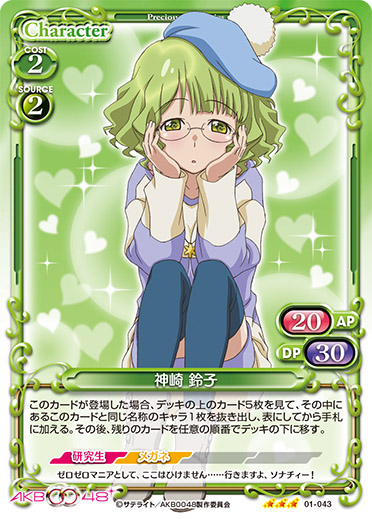 Precious
Character
COST
2
SOURCE
2
20 AP
DP 30
神崎 鈴子
このカードが登場した場合、デッキの上のカード5枚を見て、その中に
あるこのカードと同じ名称のキャラ1枚を抜き出し、表にしてから手札
に加える。その後、残りのカードを任意の順番でデッキの下に移す。
研究生 メガネ
ゼロゼロマニアとして、ここはひけません……行きますよ、ソナチィー!
AKB0048
©サテライト/AKB0048製作委員会
01-043